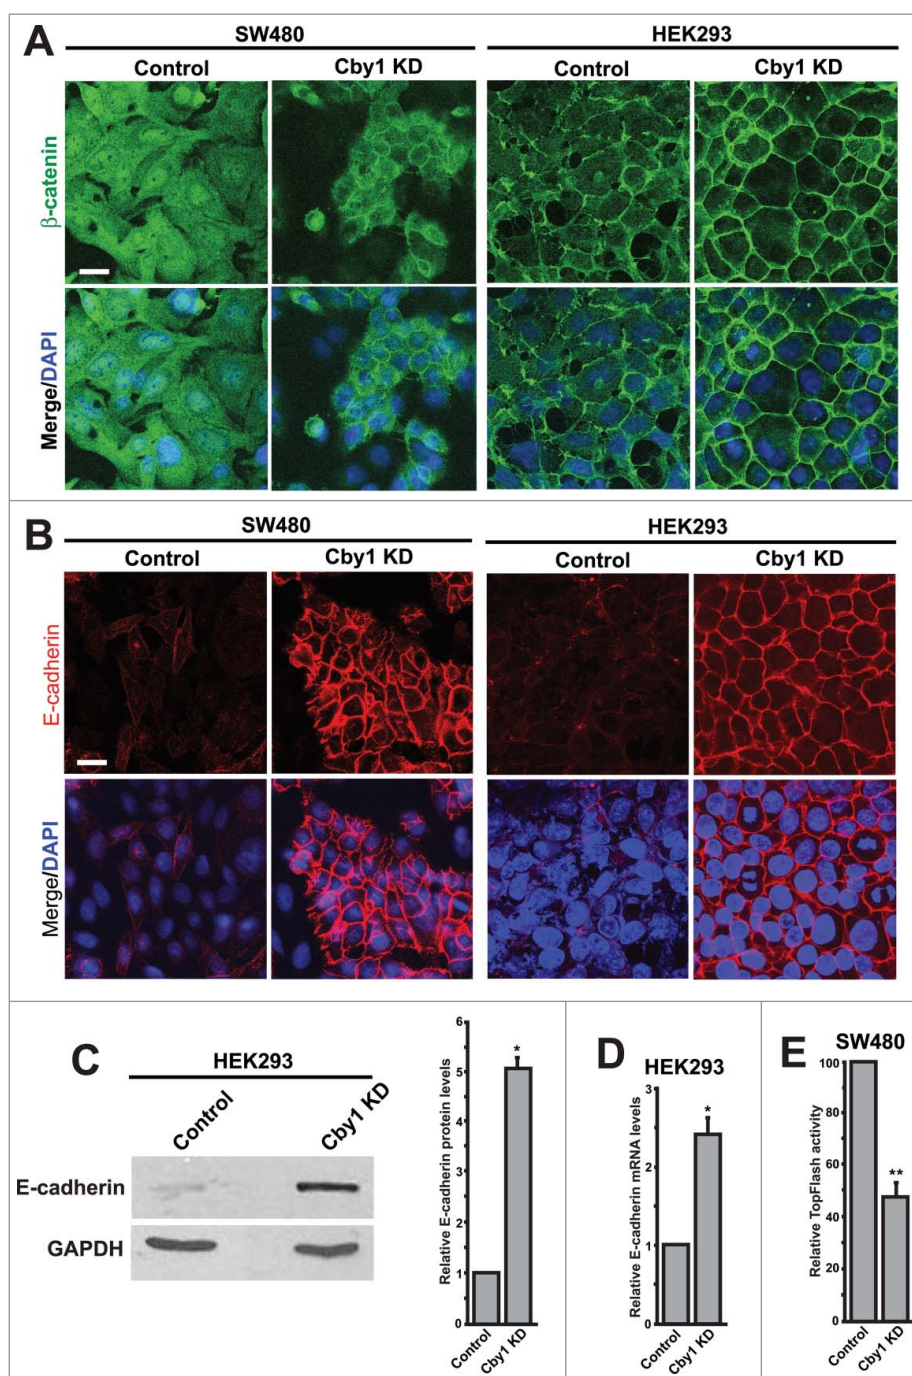 A
SW480
HEK293
Control
Cby1 KD
Control
Cby1 KD
β-catenin
Merge/DAPI
B
SW480
HEK293
Control
Cby1 KD
Control
Cby1 KD
E-cadherin
Merge/DAPI
C
HEK293
Control
Cby1 KD
E-cadherin
GAPDH
Relative E-cadherin protein levels
6
5
4
3
2
1
0
*
Control
Cby1 KD
D
HEK293
Relative E-cadherin mRNA levels
3
2
1
0
*
Control
Cby1 KD
E
SW480
Relative TopFlash activity
100
80
60
40
20
0
**
Control
Cby1 KD